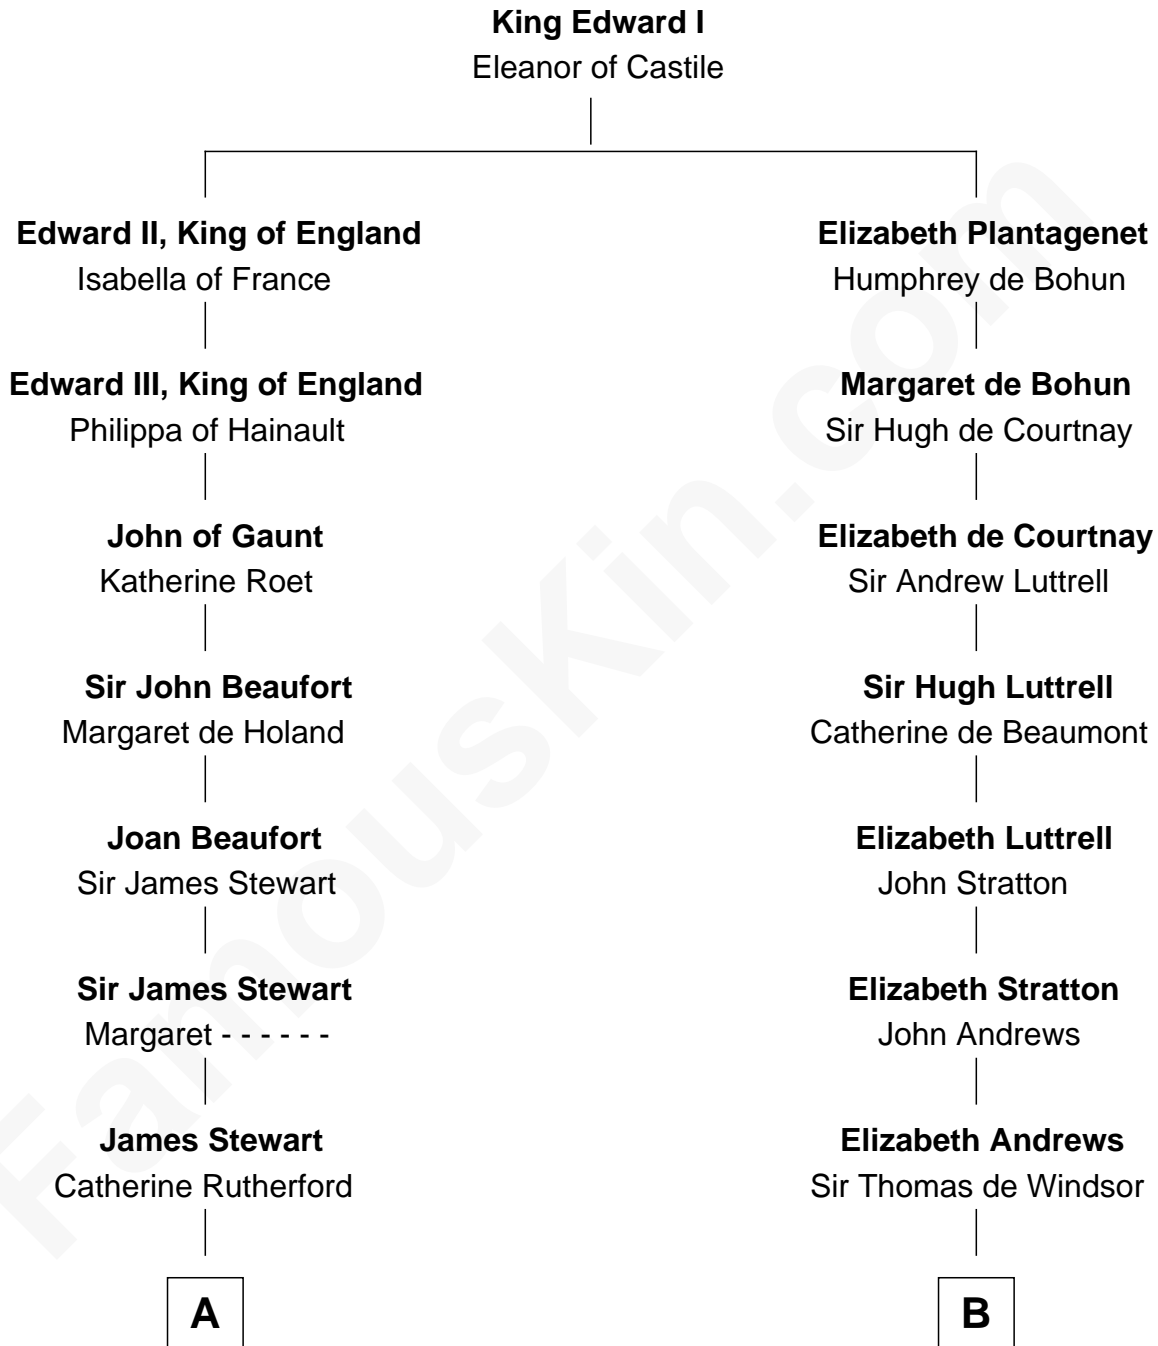 King Edward I
Eleanor of Castile
Edward II, King of England
Isabella of France
Elizabeth Plantagenet
Humphrey de Bohun
Edward III, King of England
Philippa of Hainault
Margaret de Bohun
Sir Hugh de Courtnay
John of Gaunt
Katherine Roet
Elizabeth de Courtnay
Sir Andrew Luttrell
Sir John Beaufort
Margaret de Holand
Sir Hugh Luttrell
Catherine de Beaumont
Joan Beaufort
Sir James Stewart
Elizabeth Luttrell
John Stratton
Sir James Stewart
Margaret - - - - - -
Elizabeth Stratton
John Andrews
James Stewart
Catherine Rutherford
Elizabeth Andrews
Sir Thomas de Windsor
A
B
FamousKin.com